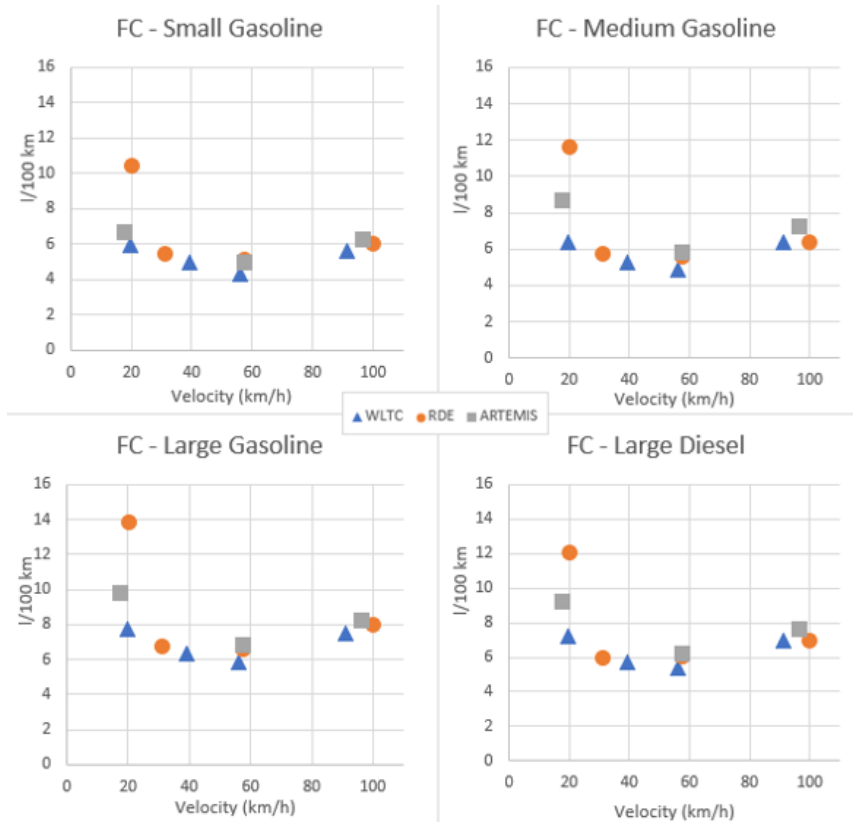 FC - Small Gasoline
16
14
12
10
8
6
4
2
0
l/100 km
0 20 40 60 80 100
Velocity (km/h)
FC - Medium Gasoline
16
14
12
10
8
6
4
2
0
l/100 km
0 20 40 60 80 100
Velocity (km/h)
WLTC RDE ARTEMIS
FC - Large Gasoline
16
14
12
10
8
6
4
2
0
l/100 km
0 20 40 60 80 100
Velocity (km/h)
FC - Large Diesel
16
14
12
10
8
6
4
2
0
l/100 km
0 20 40 60 80 100
Velocity (km/h)